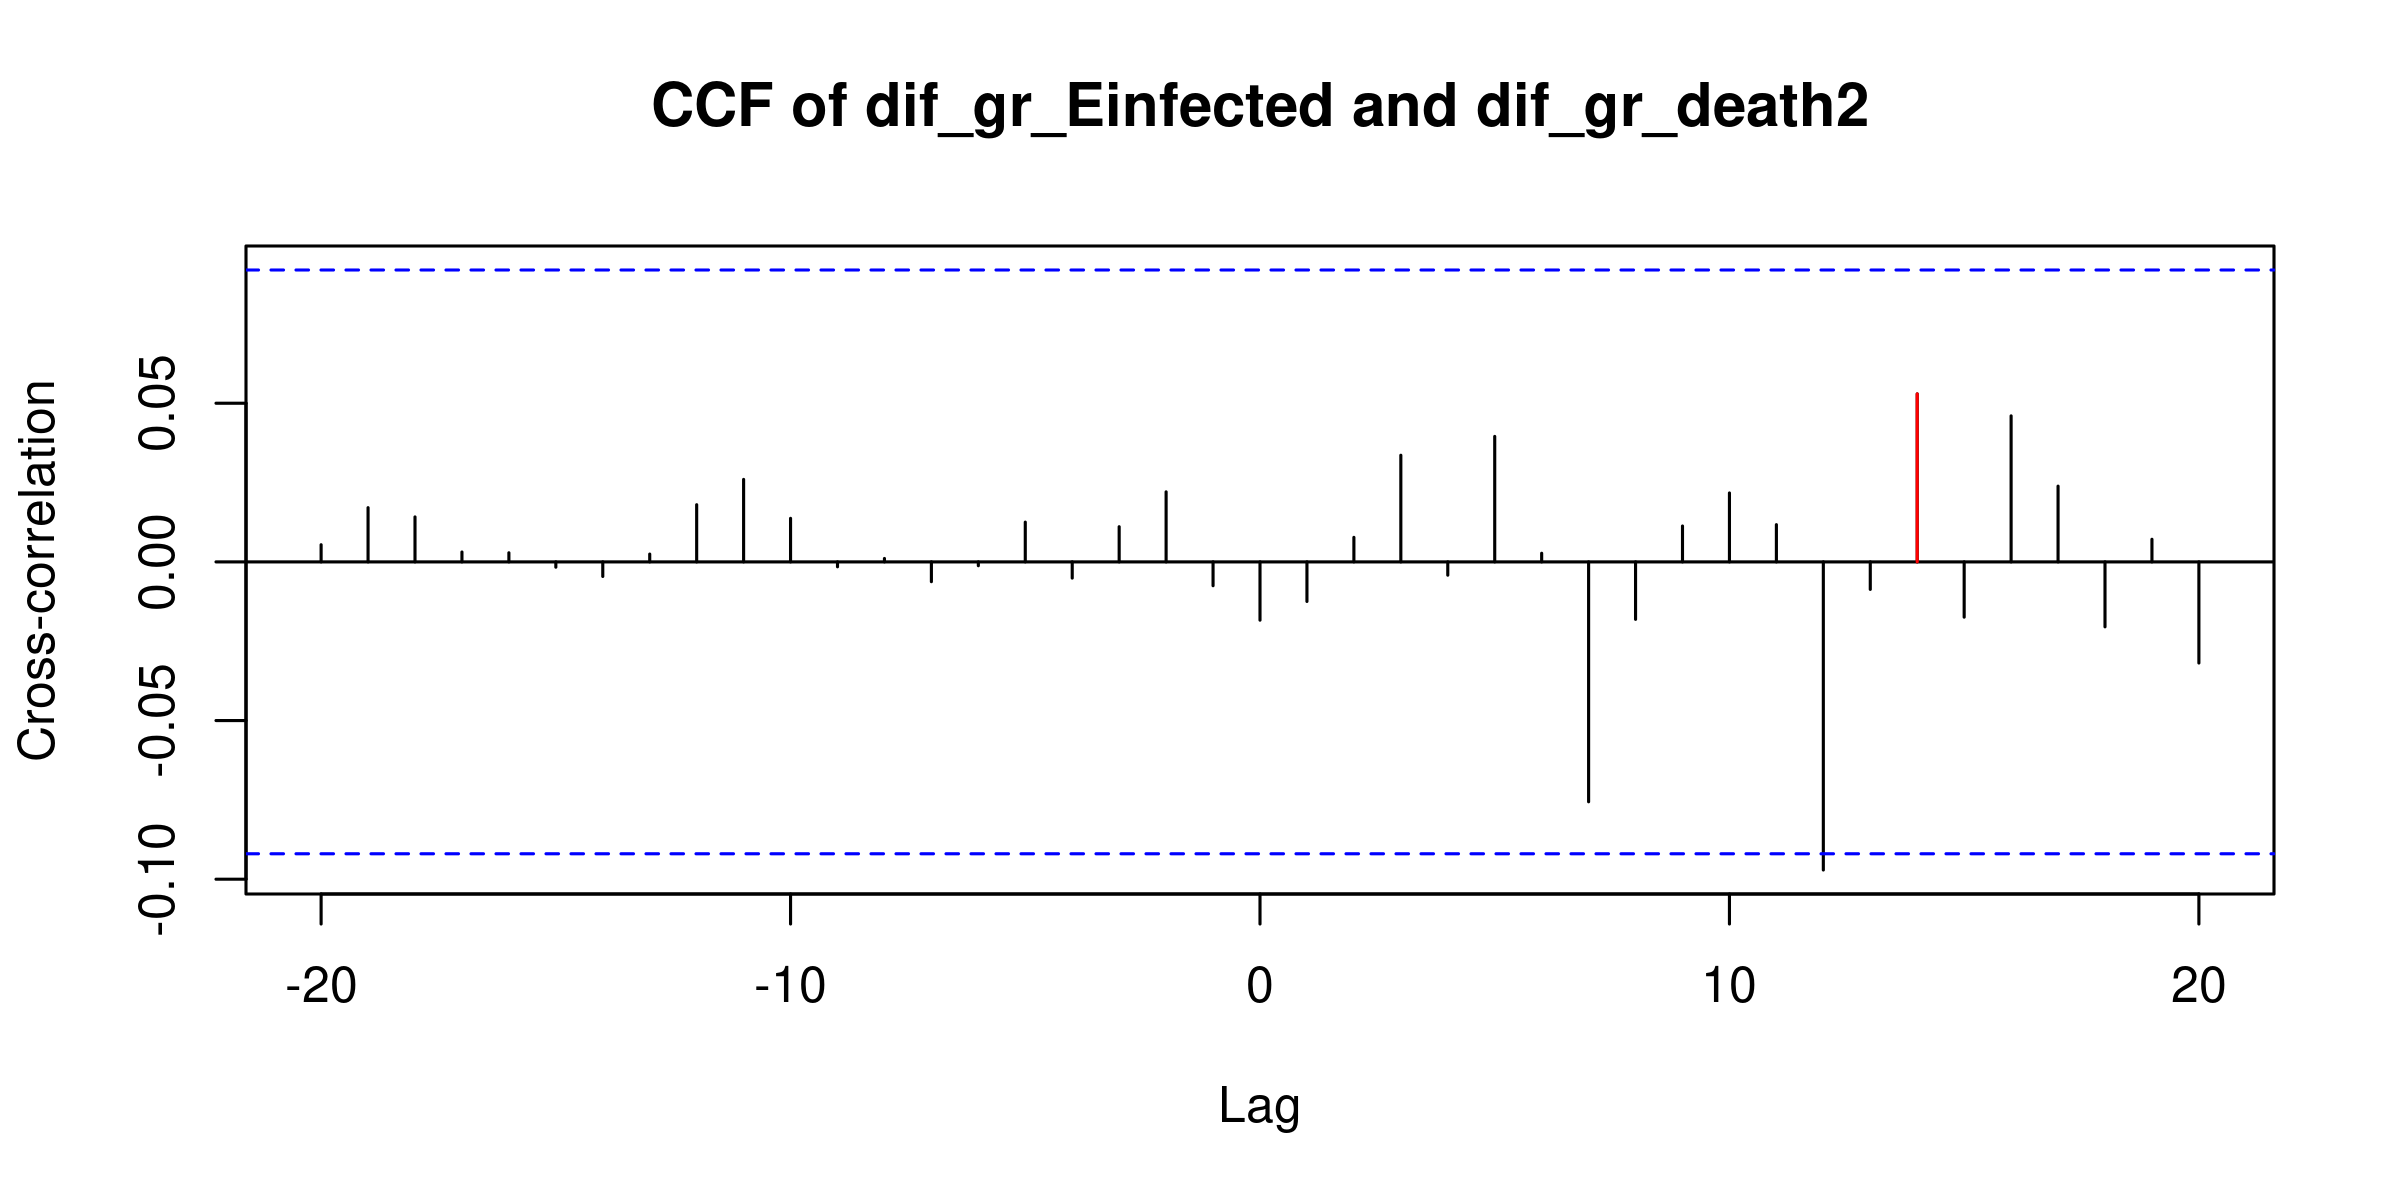 CCF of dif_gr_Einfected and dif_gr_death2
Cross-correlation
0.05
0.00
-0.05
-0.10
-20 -10 0 10 20
Lag